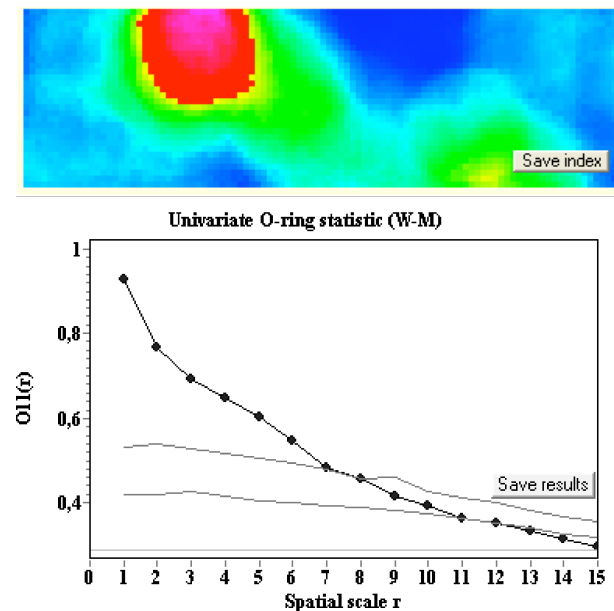 Save index
Univariate O-ring statistic (W-M)
1
0,8
0,6
0,4
O11(r)
Save results
0 1 2 3 4 5 6 7 8 9 10 11 12 13 14 15
Spatial scale r